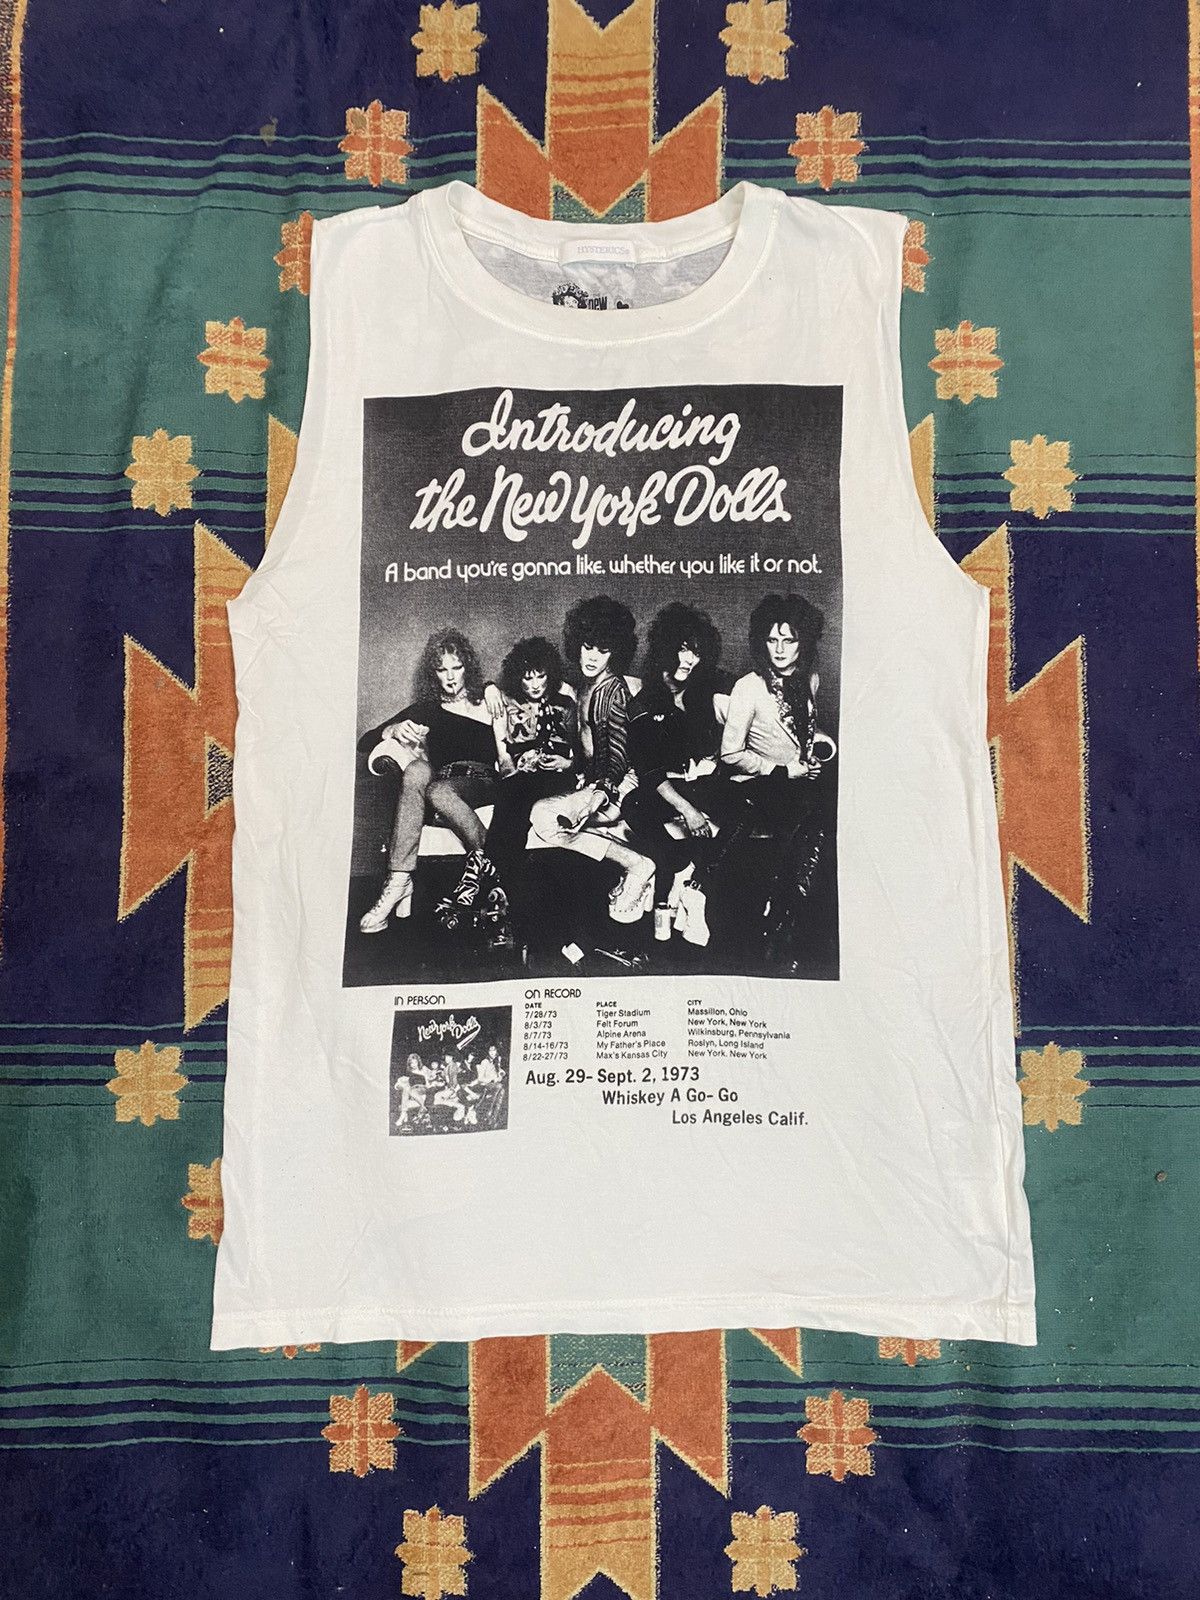 HYSTERICS
new
Introducing
the New York Dolls
A band you're gonna like, whether you like it or not.
IN PERSON
New York Dolls
ON RECORD
DATE PLACE CITY
7/28/73 Tiger Stadium Massillon, Ohio
8/3/73 Felt Forum New York, New York
8/7/73 Alpine Arena Wilkinsburg, Pennsylvania
8/14-16/73 My Father's Place Roslyn, Long Island
8/22-27/73 Max's Kansas City New York, New York
Aug. 29- Sept. 2, 1973
Whiskey A Go- Go
Los Angeles Calif.